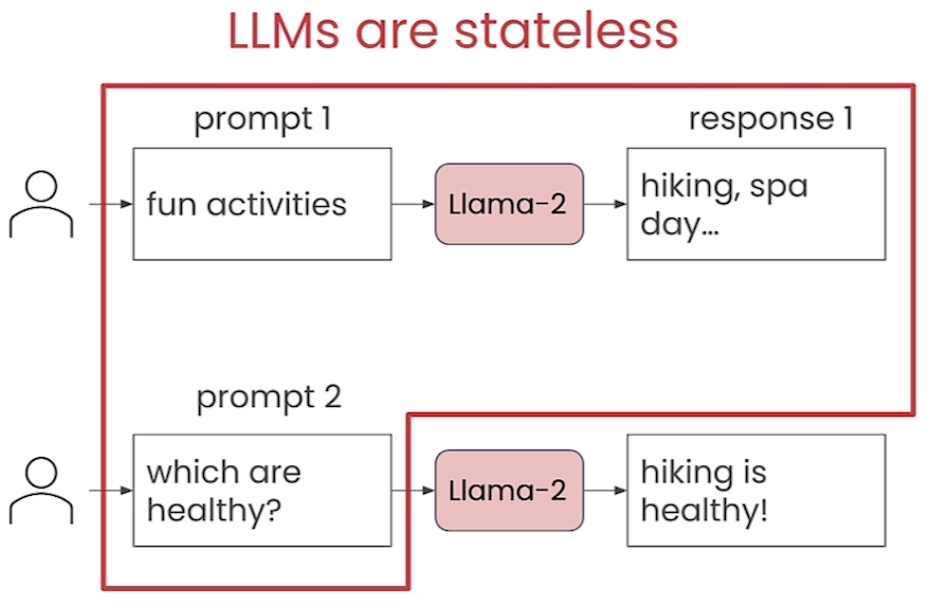 LLMs are stateless
prompt 1
response 1
fun activities
Llama-2
hiking, spa
day...
prompt 2
which are
healthy?
Llama-2
hiking is
healthy!